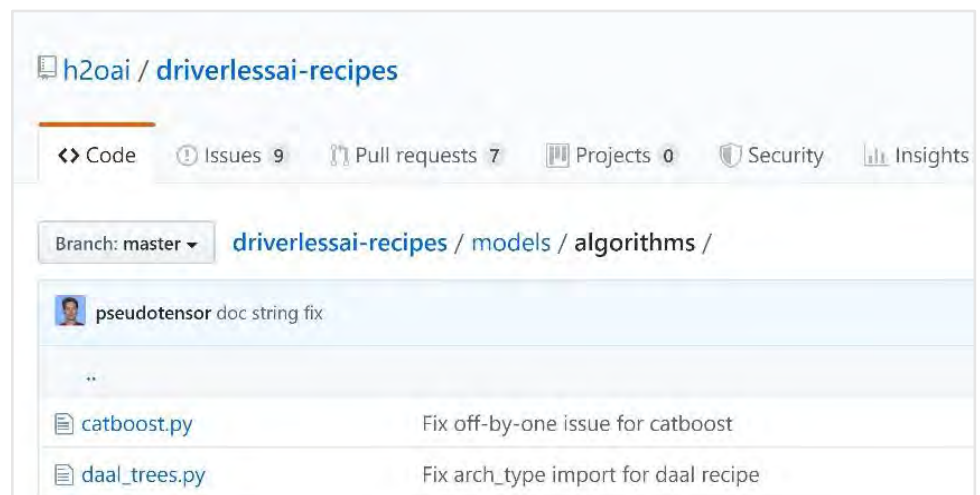 h2oai / driverlessai-recipes
<> Code Issues 9 Pull requests 7 Projects 0 Security Insights
Branch: master driverlessai-recipes / models / algorithms /
pseudotensor doc string fix
..
catboost.py Fix off-by-one issue for catboost
daal_trees.py Fix arch_type import for daal recipe